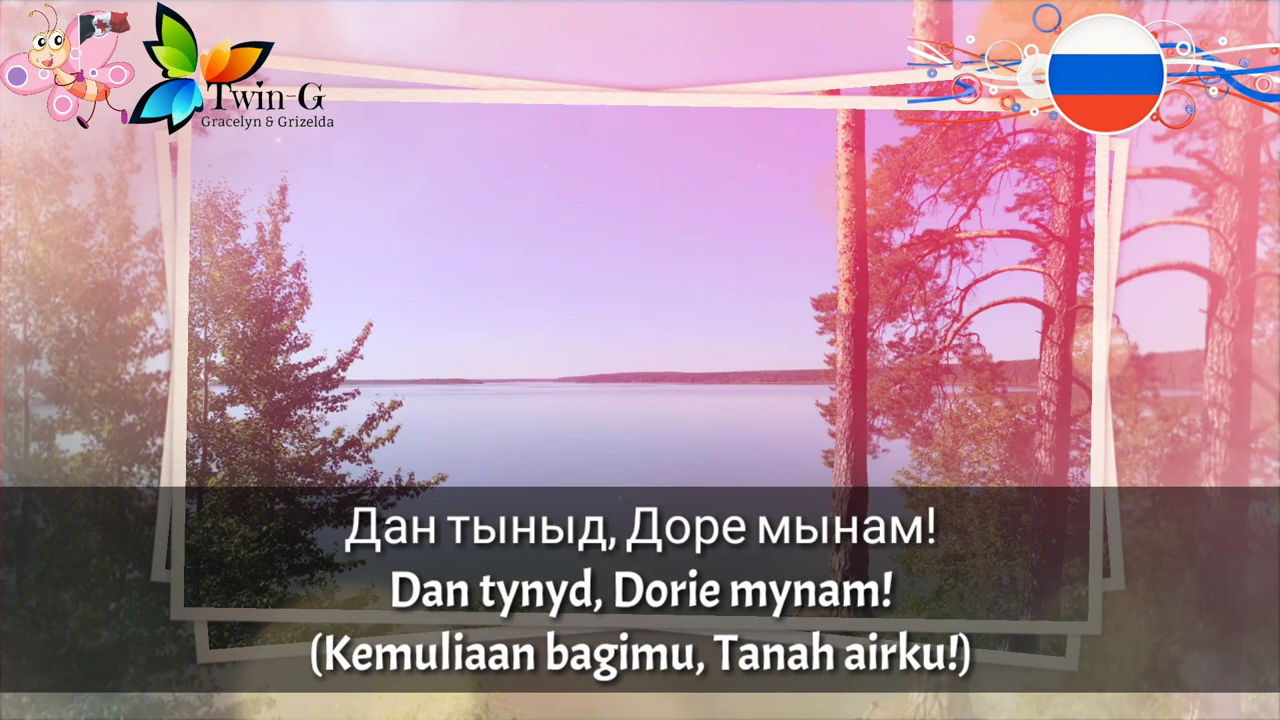 Twin-G
Gracelyn & Grizelda
Дан тыныд, Доре мынам!
Dan tynyd, Dorie mynam!
(Kemuliaan bagimu, Tanah airku!)